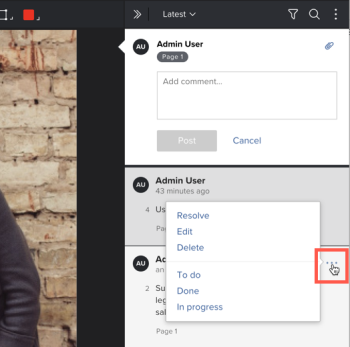 Latest
AU
Admin User
Page 1
Add comment...
Post
Cancel
AU
Admin User
43 minutes ago
4 Us
Pa
Resolve
Edit
Delete
To do
Done
In progress
AU
Ad
an
2 Su
leg
sal
Page 1